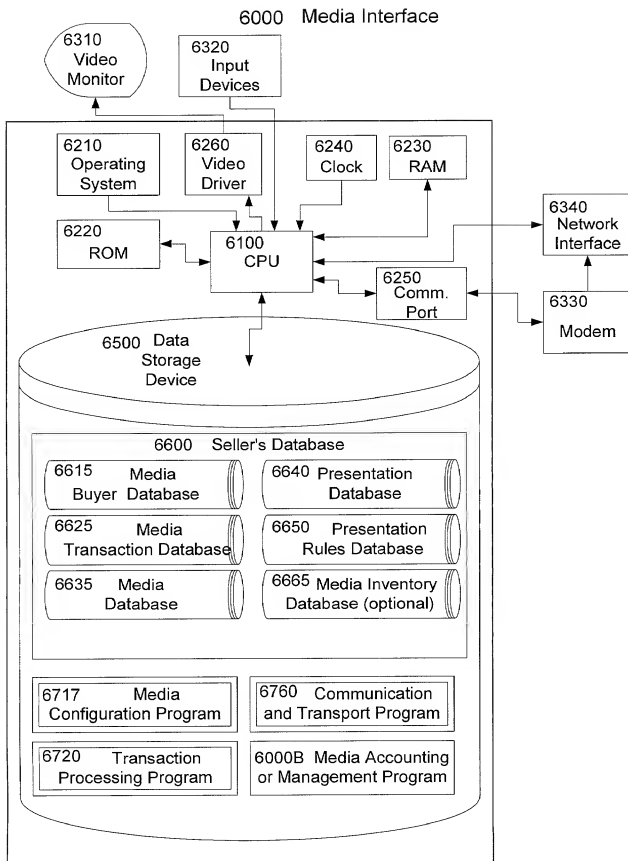 6000 Media Interface
6310
Video
Monitor
6320
Input
Devices
6210
Operating
System
6260
Video
Driver
6240
Clock
6230
RAM
6220
ROM
6100
CPU
6340
Network
Interface
6250
Comm.
Port
6330
Modem
6500 Data
Storage
Device
6600 Seller's Database
6615 Media
Buyer Database
6640 Presentation
Database
6625 Media
Transaction Database
6650 Presentation
Rules Database
6635 Media
Database
6665 Media Inventory
Database (optional)
6717 Media
Configuration Program
6760 Communication
and Transport Program
6720 Transaction
Processing Program
6000B Media Accounting
or Management Program